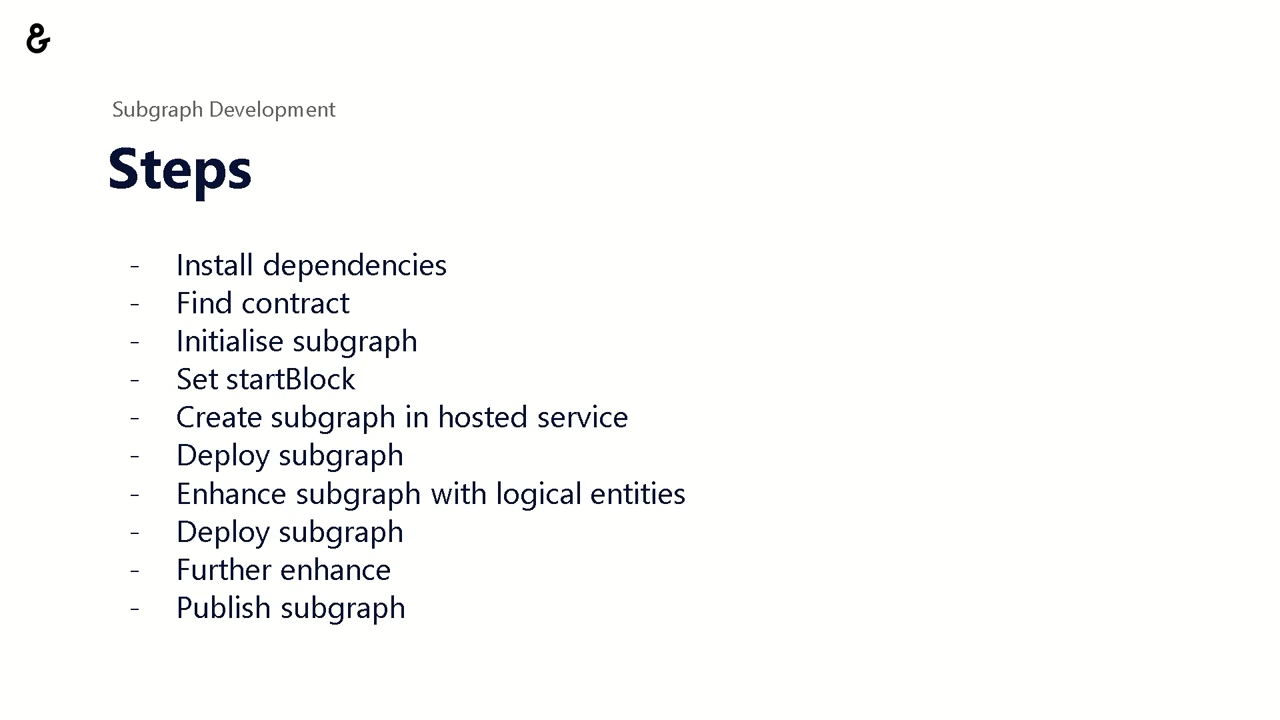 &
Subgraph Development
Steps
- Install dependencies
- Find contract
- Initialise subgraph
- Set startBlock
- Create subgraph in hosted service
- Deploy subgraph
- Enhance subgraph with logical entities
- Deploy subgraph
- Further enhance
- Publish subgraph